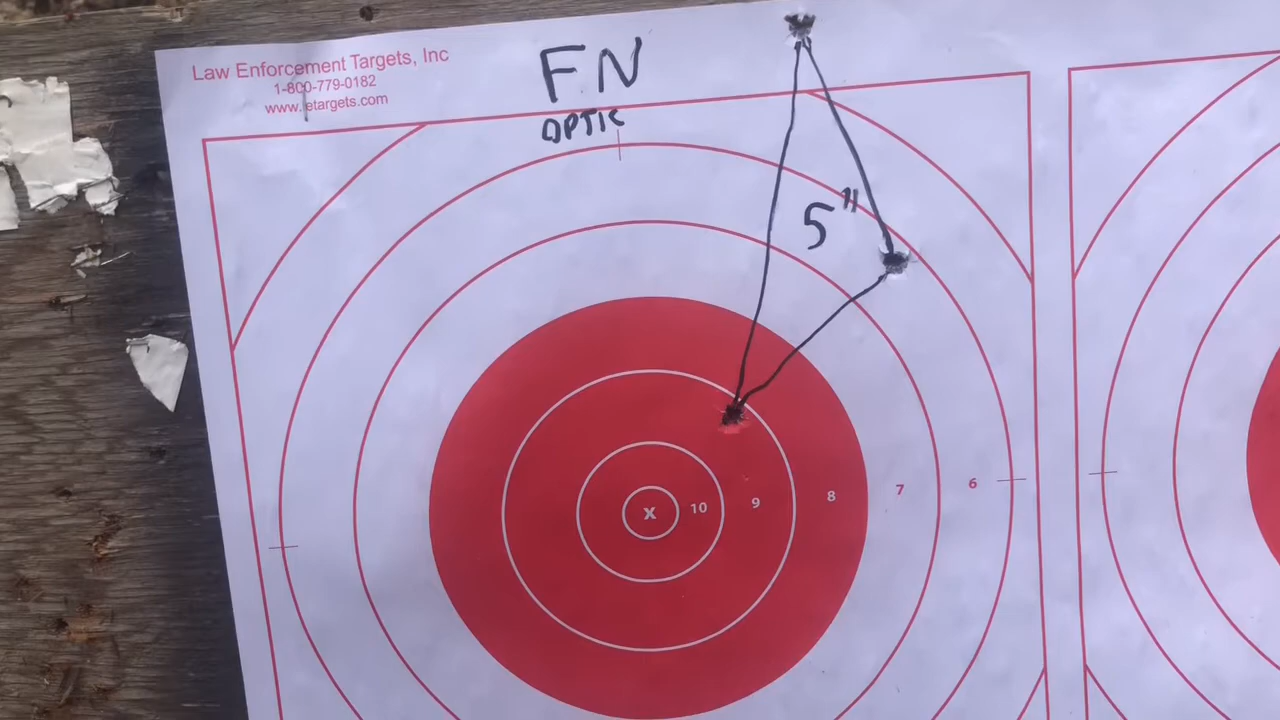 Law Enforcement Targets, Inc
1-800-779-0182
www.letargets.com
FN
OPTIC
5"
X 10 9 8 7 6